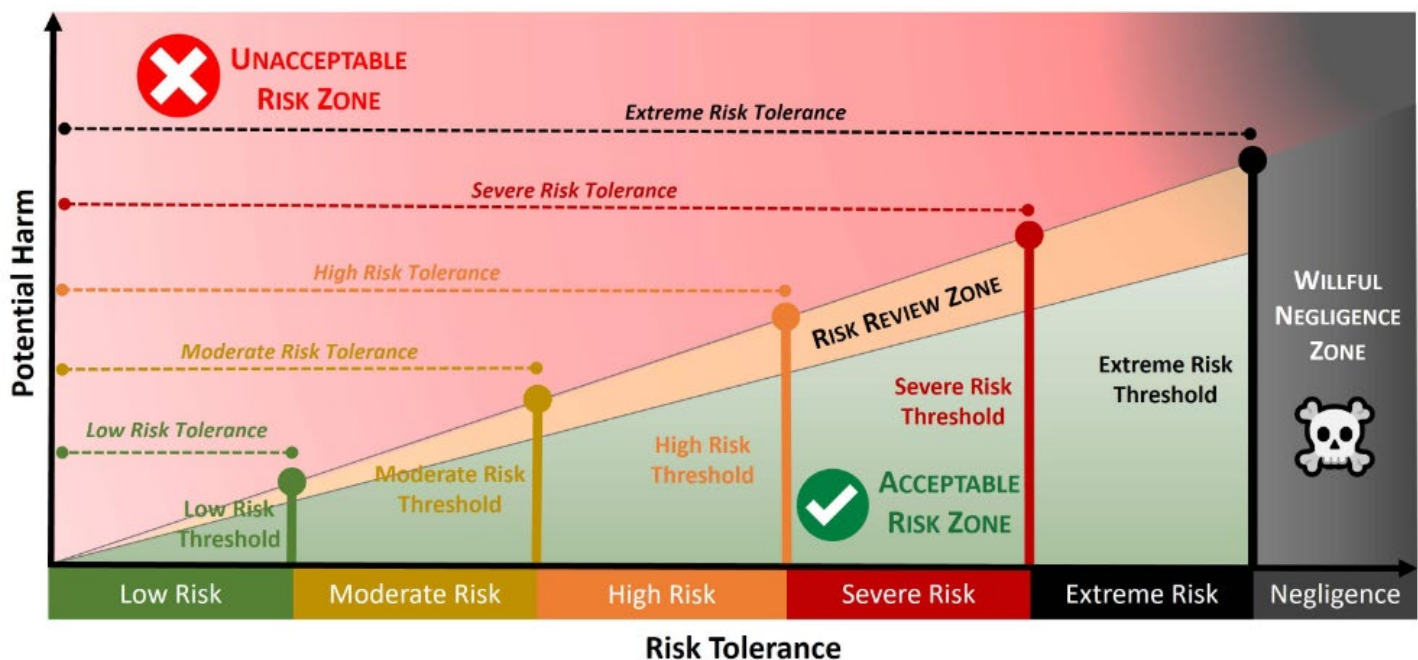 UNACCEPTABLE
RISK ZONE
Extreme Risk Tolerance
Severe Risk Tolerance
High Risk Tolerance
Moderate Risk Tolerance
Low Risk Tolerance
Potential Harm
RISK REVIEW ZONE
WILLFUL
NEGLIGENCE
ZONE
Low Risk
Threshold
Moderate Risk
Threshold
High Risk
Threshold
Severe Risk
Threshold
Extreme Risk
Threshold
ACCEPTABLE
RISK ZONE
Low Risk
Moderate Risk
High Risk
Severe Risk
Extreme Risk
Negligence
Risk Tolerance